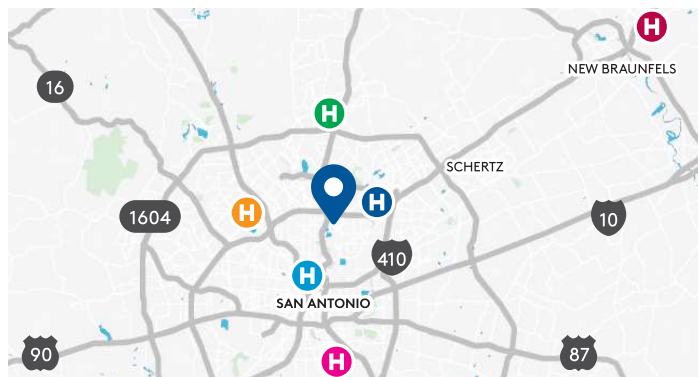 H
NEW BRAUNFELS
16
H
SCHERTZ
H
H
1604
10
410
H
SAN ANTONIO
90
H
87